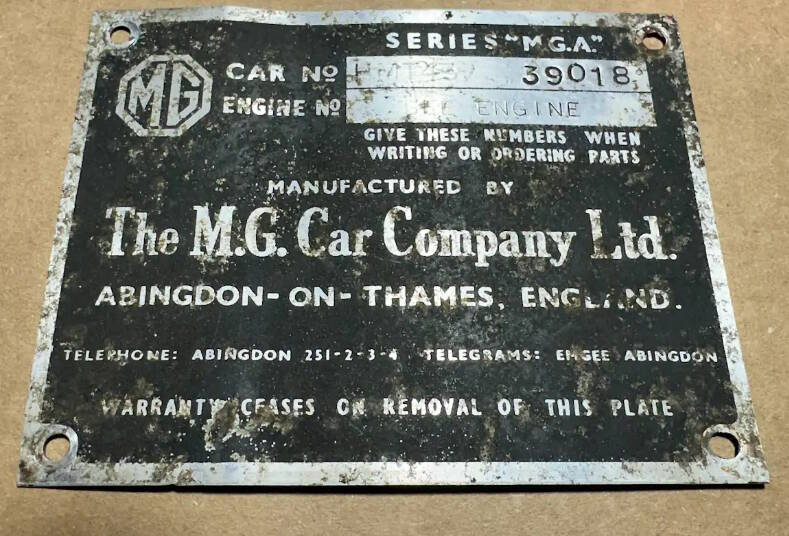 SERIES "M.G.A."
MG
CAR No 39018
ENGINE No ENGINE
GIVE THESE NUMBERS WHEN
WRITING OR ORDERING PARTS
MANUFACTURED BY
The M.G. Car Company Ltd.
ABINGDON-ON-THAMES, ENGLAND.
TELEPHONE: ABINGDON 251-2-3-4 TELEGRAMS: EMGEE ABINGDON
WARRANTY CEASES ON REMOVAL OF THIS PLATE